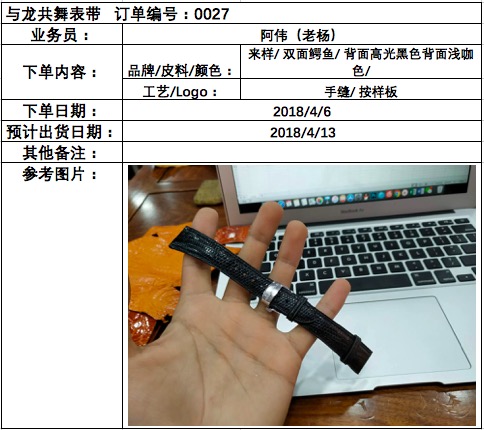 与龙共舞表带 订单编号：0027
业务员： 阿伟（老杨）
下单内容： 品牌/皮料/颜色： 来样/ 双面鳄鱼/ 背面高光黑色背面浅咖
色/
工艺/Logo： 手缝/ 按样板
下单日期： 2018/4/6
预计出货日期： 2018/4/13
其他备注：
参考图片：
MacBook Air